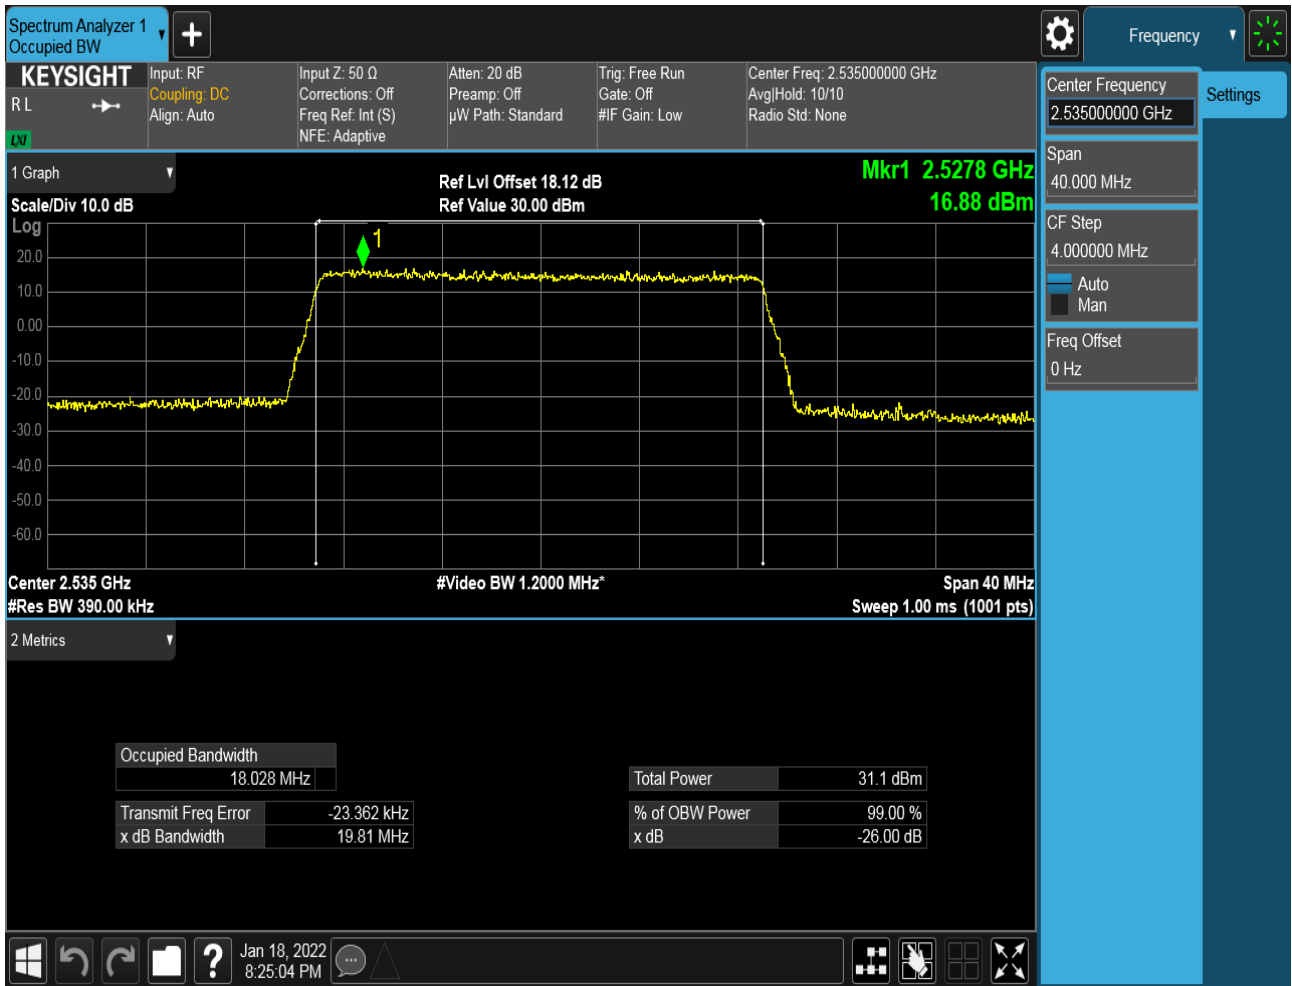 Spectrum Analyzer 1
Occupied BW
Frequency
KEYSIGHT
R L
LXI
Input: RF
Coupling: DC
Align: Auto
Input Z: 50 Ω
Corrections: Off
Freq Ref: Int (S)
NFE: Adaptive
Atten: 20 dB
Preamp: Off
µW Path: Standard
Trig: Free Run
Gate: Off
#IF Gain: Low
Center Freq: 2.535000000 GHz
Avg|Hold: 10/10
Radio Std: None
Center Frequency
2.535000000 GHz
Settings
Span
40.000 MHz
CF Step
4.000000 MHz
Auto
Man
Freq Offset
0 Hz
1 Graph
Scale/Div 10.0 dB
Ref Lvl Offset 18.12 dB
Ref Value 30.00 dBm
Mkr1 2.5278 GHz
16.88 dBm
Log
1
20.0
10.0
0.00
-10.0
-20.0
-30.0
-40.0
-50.0
-60.0
Center 2.535 GHz
#Video BW 1.2000 MHz*
Span 40 MHz
#Res BW 390.00 kHz
Sweep 1.00 ms (1001 pts)
2 Metrics
Occupied Bandwidth
18.028 MHz
Transmit Freq Error -23.362 kHz
x dB Bandwidth 19.81 MHz
Total Power 31.1 dBm
% of OBW Power 99.00 %
x dB -26.00 dB
?
Jan 18, 2022
8:25:04 PM